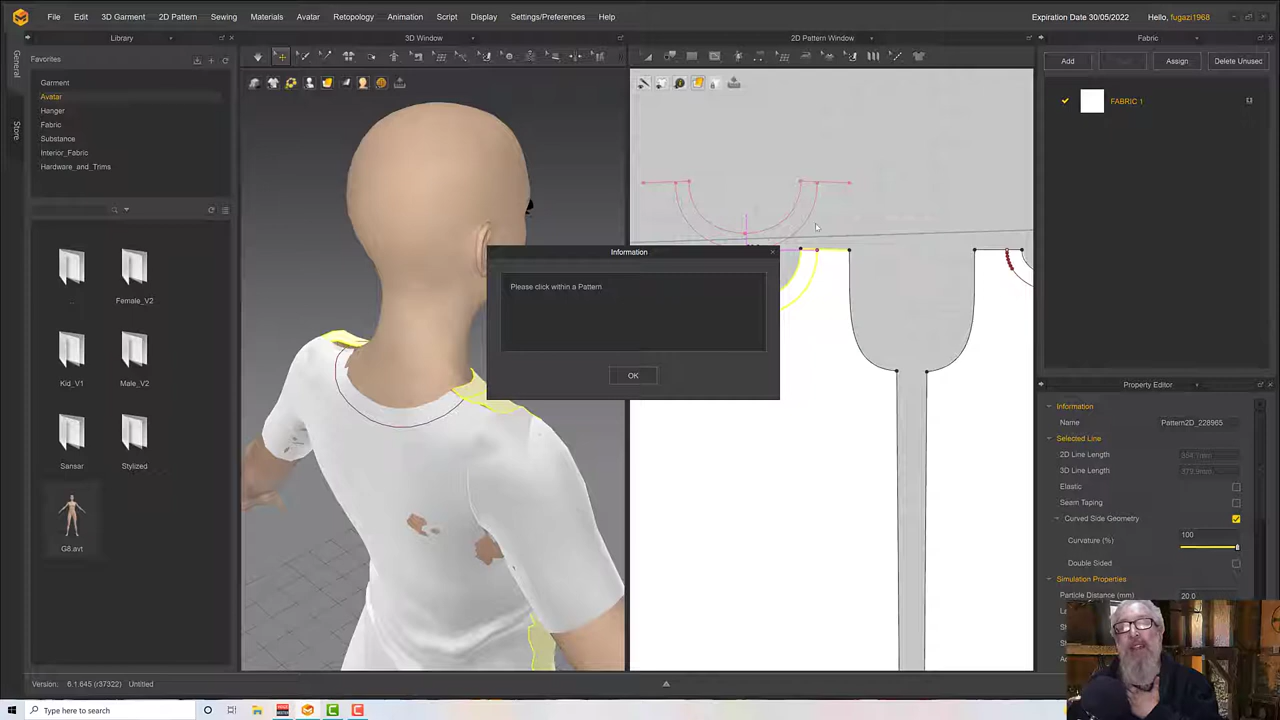 File Edit 3D Garment 2D Pattern Sewing Materials Avatar Retopology Animation Script Display Settings/Preferences Help
Expiration Date 30/05/2022 Hello, fugazi1968
Library
3D Window
2D Pattern Window
Fabric
General
Store
Favorites
Garment
Avatar
Hanger
Fabric
Substance
Interior_Fabric
Hardware_and_Trims
..
Female_V2
Kid_V1
Male_V2
Sansar
Stylized
G8.avt
Information
Please click within a Pattern
OK
Add
Assign
Delete Unused
FABRIC 1
Property Editor
Information
Name Pattern2D_228965
Selected Line
2D Line Length
3D Line Length
Elastic
Seam Taping
Curved Side Geometry
Curvature (%) 100
Double Sided
Simulation Properties
Particle Distance (mm) 20.0
Version: 6.1.645 (r37322) Untitled
Type here to search